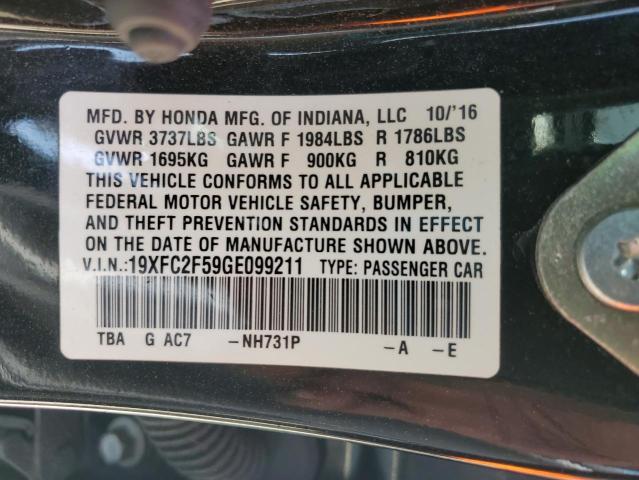 MFD. BY HONDA MFG. OF INDIANA, LLC 10/'16
GVWR 3737LBS GAWR F 1984LBS R 1786LBS
GVWR 1695KG GAWR F 900KG R 810KG
THIS VEHICLE CONFORMS TO ALL APPLICABLE
FEDERAL MOTOR VEHICLE SAFETY, BUMPER,
AND THEFT PREVENTION STANDARDS IN EFFECT
ON THE DATE OF MANUFACTURE SHOWN ABOVE.
V.I.N.:19XFC2F59GE099211 TYPE: PASSENGER CAR
TBA G AC7 -NH731P -A -E